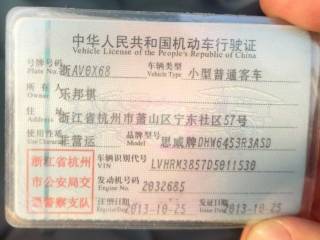 中华人民共和国机动车行驶证
Vehicle License of the People's Republic of China
号牌号码 浙AV0X68 车辆类型 小型普通客车
Plate No. Vehicle Type
所有人 乐邦祺
住址 浙江省杭州市萧山区宁东社区57号
使用性质 非营运 品牌型号 思威牌DHW6453R3ASD
浙江省杭州市公安局交通警察支队
车辆识别代号 LVHRM3857D5011530
VIN
发动机号码 2032685
Engine No.
注册日期 2013-10-25 发证日期 2013-10-25
Register Date Issue Date